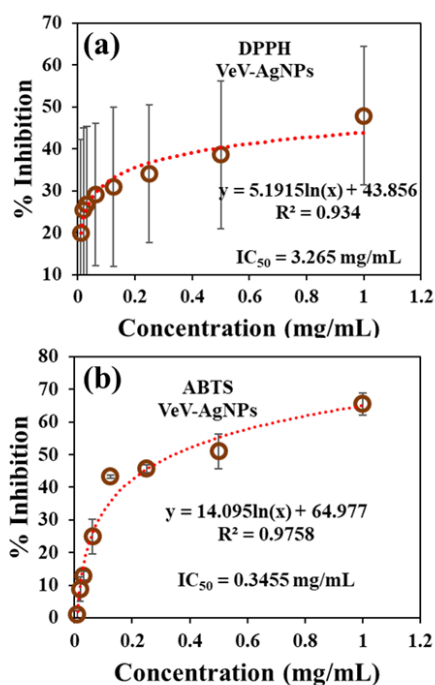 (a)
DPPH
VeV-AgNPs
% Inhibition
70
60
50
40
30
20
10
y = 5.1915ln(x) + 43.856
R² = 0.934
IC50 = 3.265 mg/mL
0 0.2 0.4 0.6 0.8 1 1.2
Concentration (mg/mL)
(b)
ABTS
VeV-AgNPs
% Inhibition
80
70
60
50
40
30
20
10
0
y = 14.095ln(x) + 64.977
R² = 0.9758
IC50 = 0.3455 mg/mL
0 0.2 0.4 0.6 0.8 1 1.2
Concentration (mg/mL)